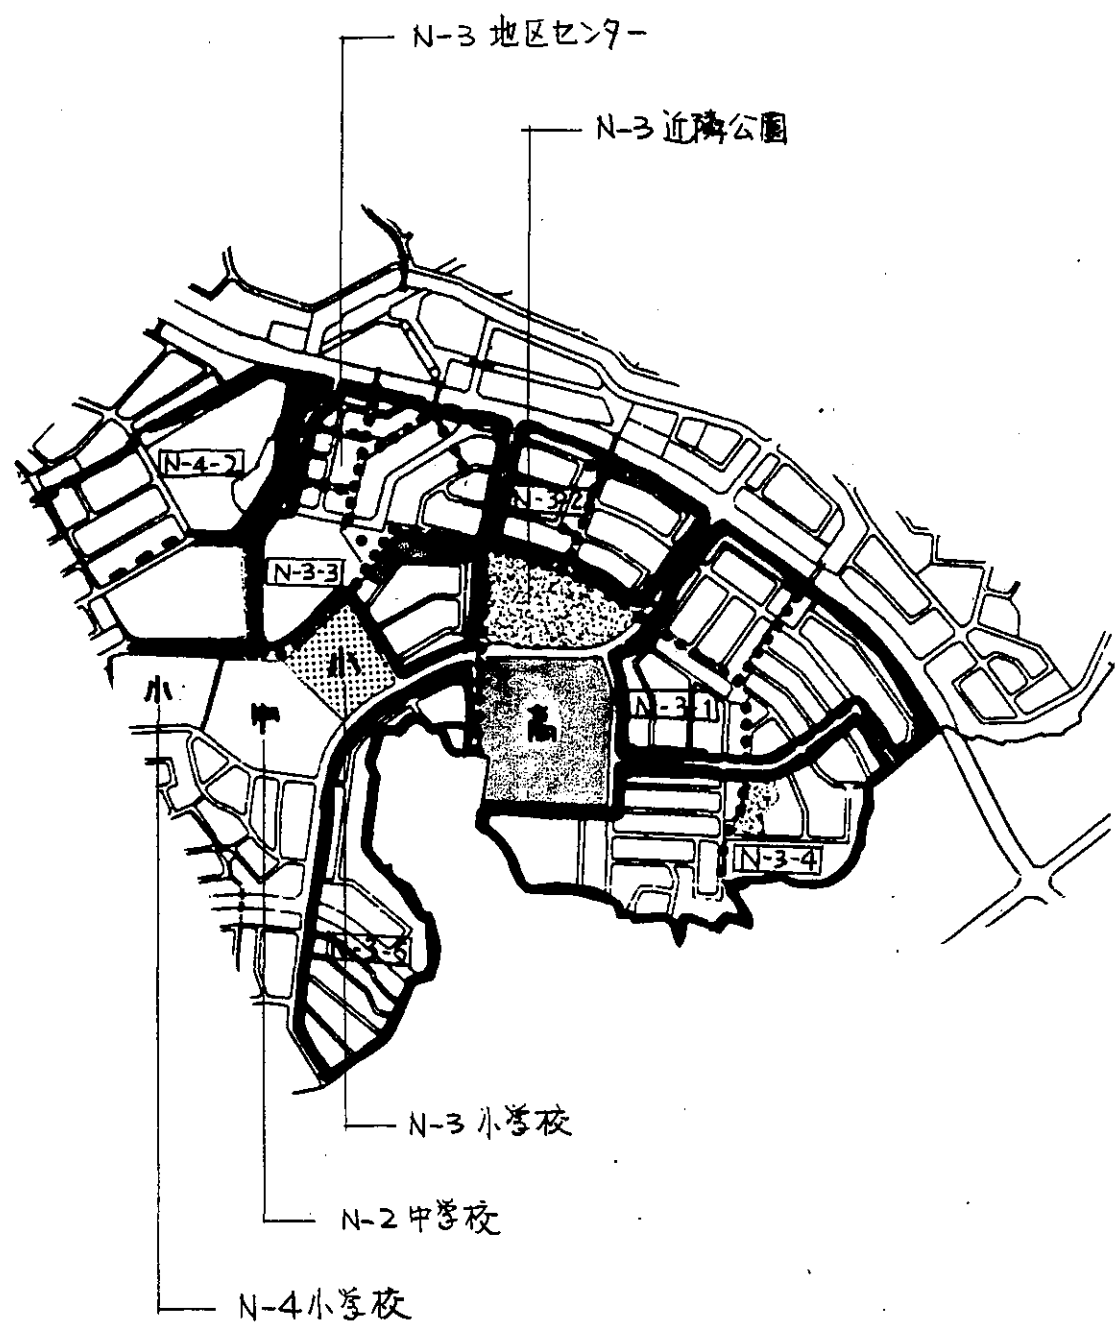 N-3 地区センター
N-3 近隣公園
N-4-2
N-3-2
N-3-3
小
小
中
高
N-3-1
N-3-4
N-3 小学校
N-2 中学校
N-4 小学校